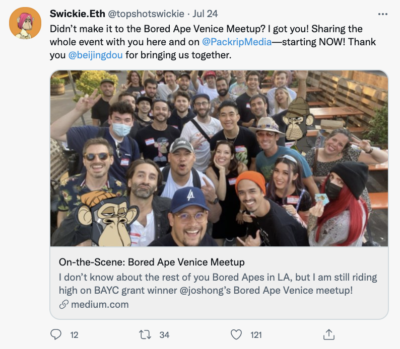 Swickie.Eth @topshotswickie · Jul 24
Didn't make it to the Bored Ape Venice Meetup? I got you! Sharing the
whole event with you here and on @PackripMedia—starting NOW! Thank
you @beijingdou for bringing us together.
On-the-Scene: Bored Ape Venice Meetup
I don't know about the rest of you Bored Apes in LA, but I am still riding
high on BAYC grant winner @joshong's Bored Ape Venice meetup!
medium.com
12 34 121